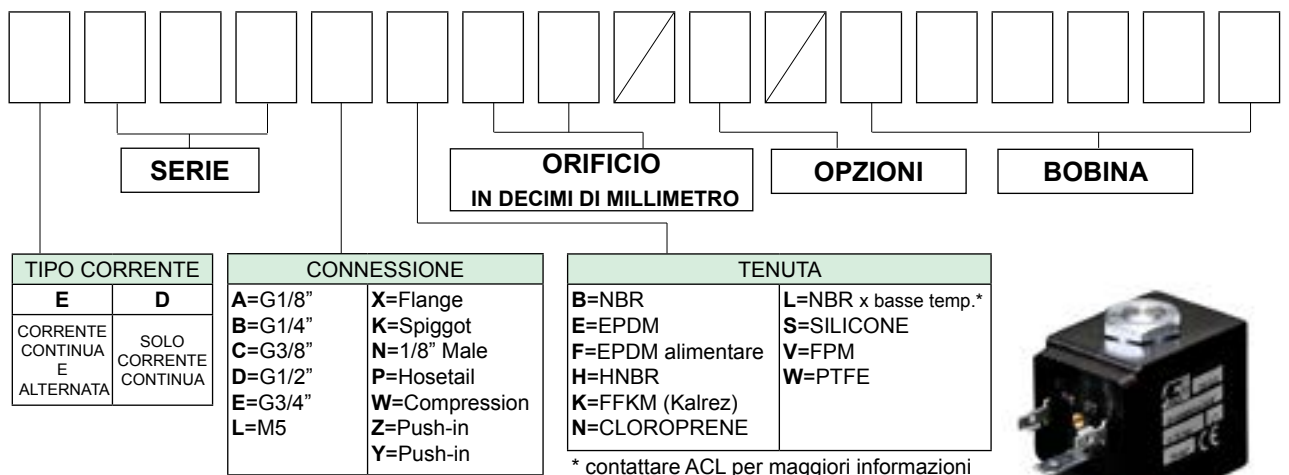 SERIE
ORIFICIO
IN DECIMI DI MILLIMETRO
OPZIONI
BOBINA
TIPO CORRENTE
E
D
CORRENTE
CONTINUA
E
ALTERNATA
SOLO
CORRENTE
CONTINUA
CONNESSIONE
A=G1/8”
B=G1/4”
C=G3/8”
D=G1/2”
E=G3/4”
L=M5
X=Flange
K=Spiggot
N=1/8” Male
P=Hosetail
W=Compression
Z=Push-in
Y=Push-in
TENUTA
B=NBR
E=EPDM
F=EPDM alimentare
H=HNBR
K=FFKM (Kalrez)
N=CLOROPRENE
L=NBR x basse temp.*
S=SILICONE
V=FPM
W=PTFE
* contattare ACL per maggiori informazioni
CE